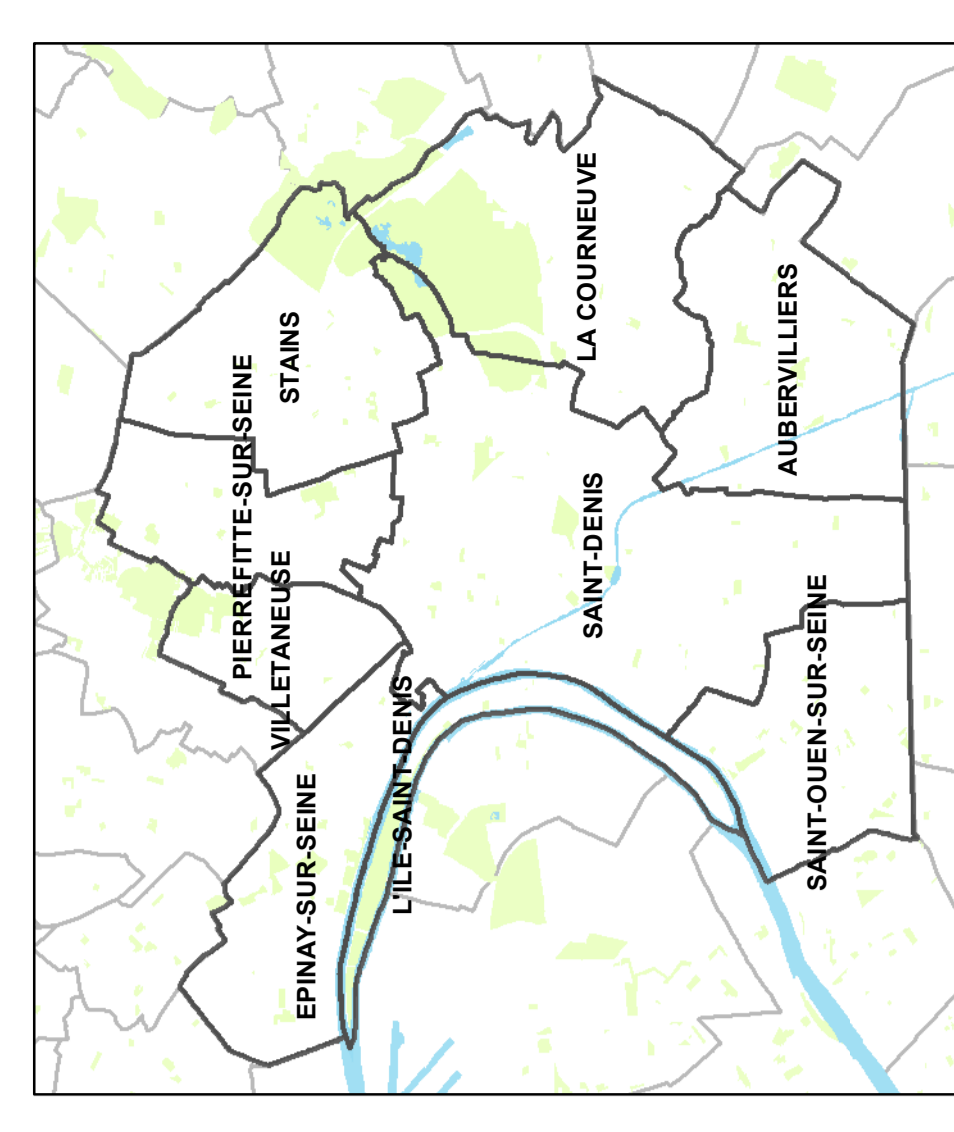 PIERREFITTE-SUR-SEINE
VILLETANEUSE
STAINS
EPINAY-SUR-SEINE
L'ILE-SAINT-DENIS
LA COURNEUVE
SAINT-DENIS
AUBERVILLIERS
SAINT-OUEN-SUR-SEINE